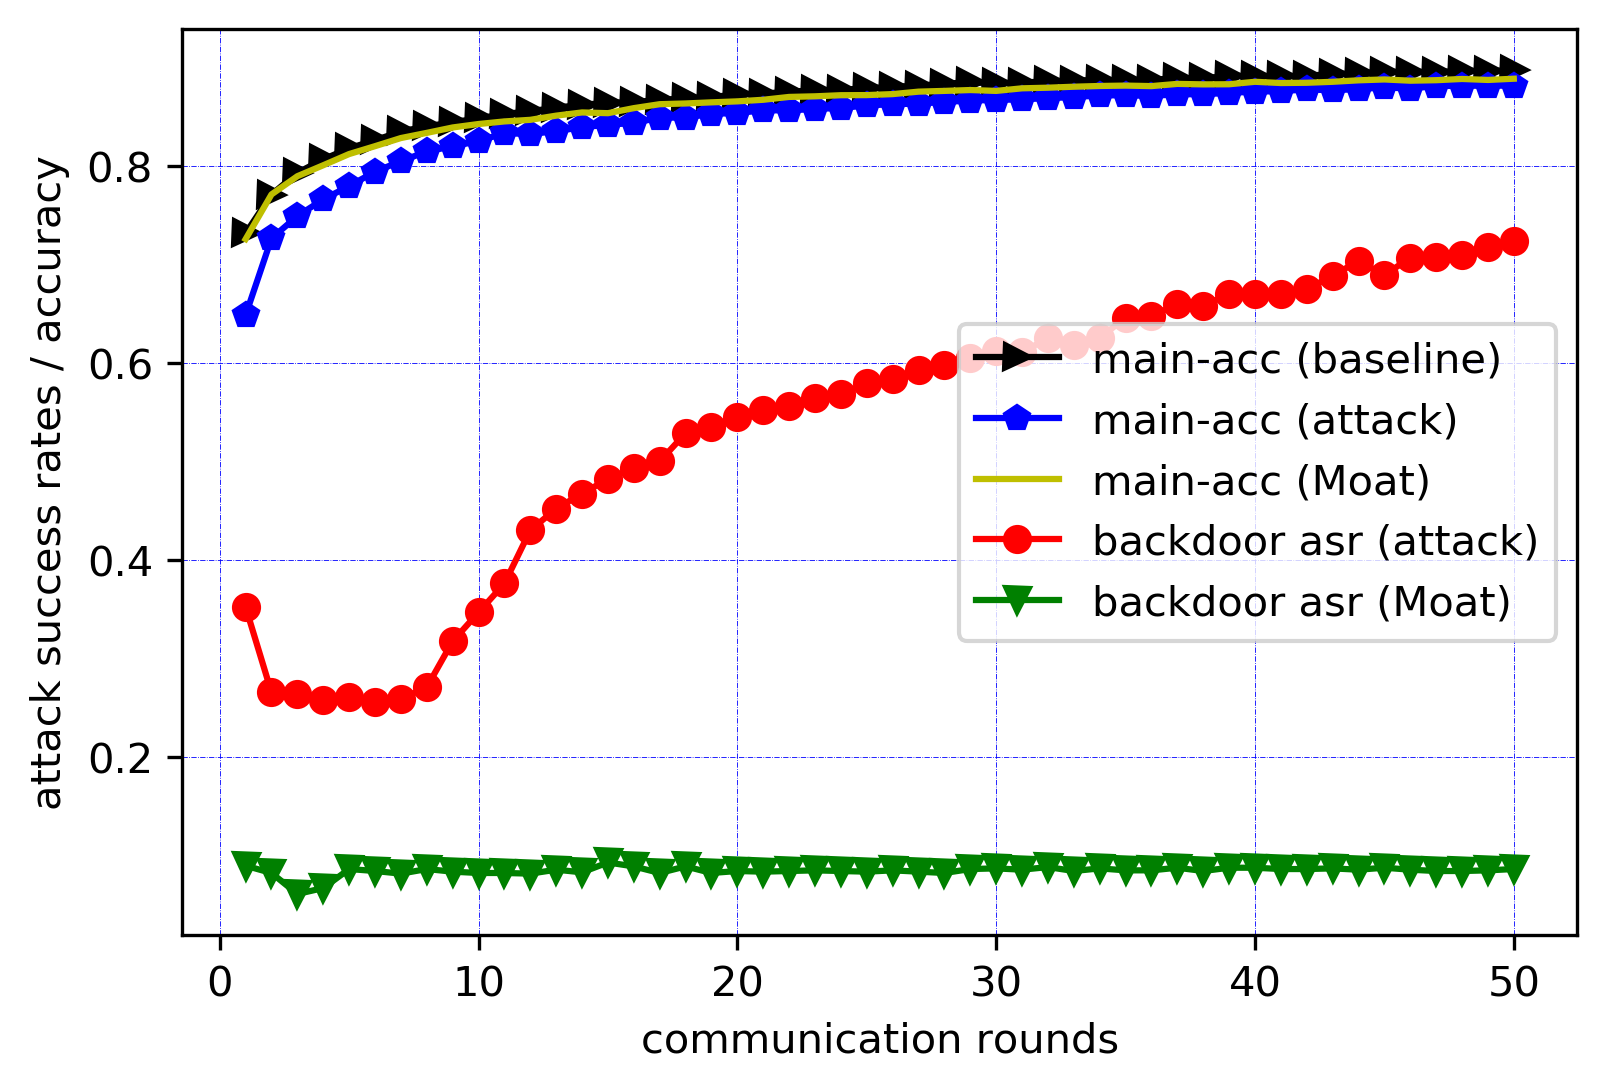 attack success rates / accuracy
0.8
0.6
0.4
0.2
main-acc (baseline)
main-acc (attack)
main-acc (Moat)
backdoor asr (attack)
backdoor asr (Moat)
0 10 20 30 40 50
communication rounds